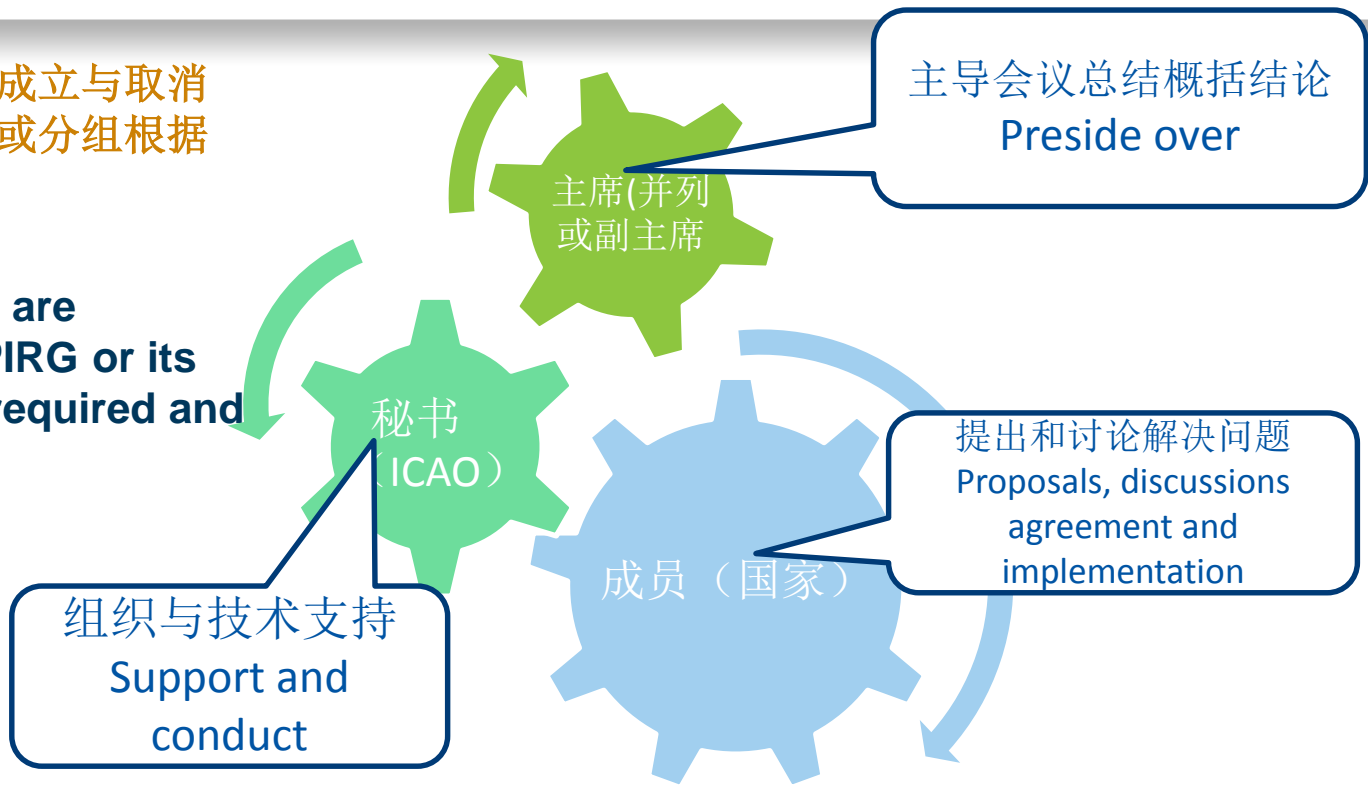 成立与取消
或分组根据
are
PIRG or its
required and
主席(并列
或副主席
主导会议总结概括结论
Preside over
秘书
（ICAO）
组织与技术支持
Support and
conduct
成员（国家）
提出和讨论解决问题
Proposals, discussions
agreement and
implementation